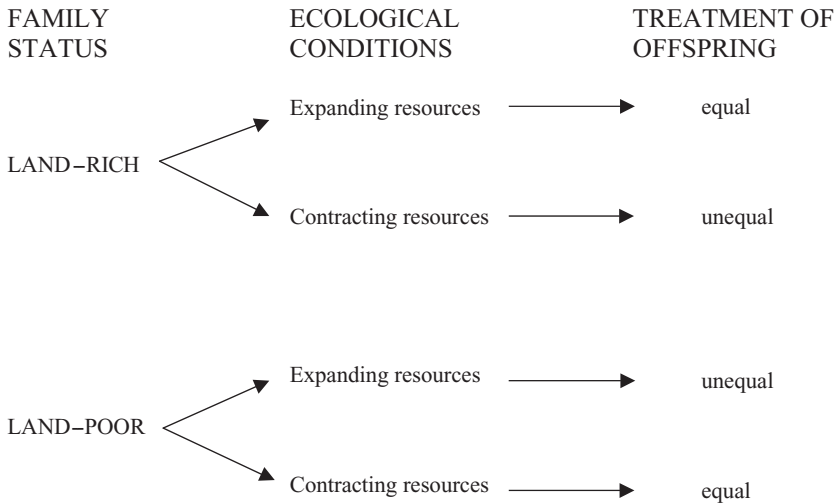 FAMILY STATUS
ECOLOGICAL CONDITIONS
TREATMENT OF OFFSPRING
LAND–RICH
Expanding resources
equal
Contracting resources
unequal
LAND–POOR
Expanding resources
unequal
Contracting resources
equal